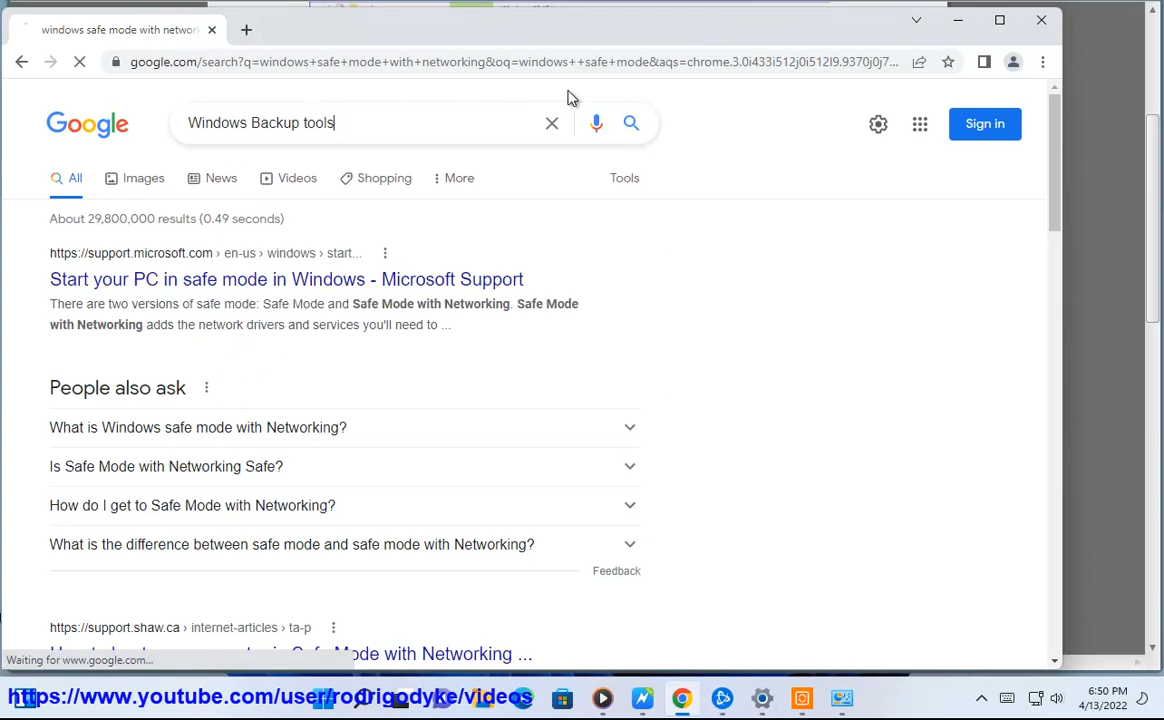 windows safe mode with networ
google.com/search?q=windows+safe+mode+with+networking&oq=windows++safe+mode&aqs=chrome.3.0i433i512j0i512l9.9370j0j7...
Google
Windows Backup tools
Sign in
All
Images
News
Videos
Shopping
More
Tools
About 29,800,000 results (0.49 seconds)
https://support.microsoft.com › en-us › windows › start...
Start your PC in safe mode in Windows - Microsoft Support
There are two versions of safe mode: Safe Mode and Safe Mode with Networking. Safe Mode
with Networking adds the network drivers and services you'll need to ...
People also ask
What is Windows safe mode with Networking?
Is Safe Mode with Networking Safe?
How do I get to Safe Mode with Networking?
What is the difference between safe mode and safe mode with Networking?
Feedback
https://support.shaw.ca › internet-articles › ta-p
Safe Mode with Networking ...
Waiting for www.google.com...
https://www.youtube.com/user/rodrigodyke/videos
6:50 PM
4/13/2022